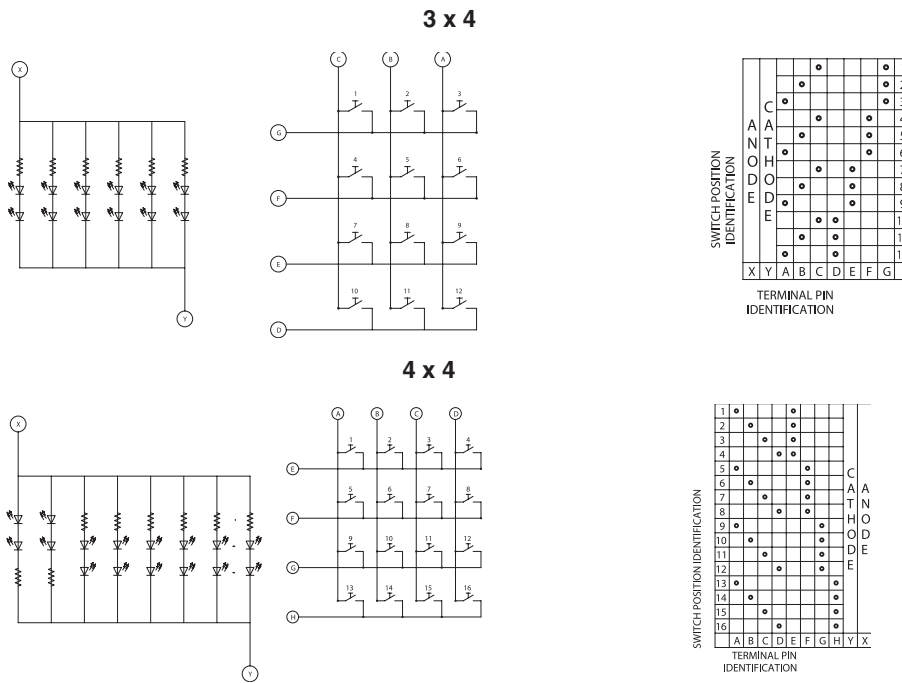 3 x 4
X
Y
C B A
1 2 3
G
4 5 6
F
7 8 9
E
10 11 12
D
SWITCH POSITION
IDENTIFICATION
ANODE
CATHODE
X Y A B C D E F G
TERMINAL PIN
IDENTIFICATION
4 x 4
X
Y
A B C D
1 2 3 4
E
5 6 7 8
F
9 10 11 12
G
13 14 15 16
H
SWITCH POSITION IDENTIFICATION
1
2
3
4
5
6
7
8
9
10
11
12
13
14
15
16
CATHODE
ANODE
A B C D E F G H Y X
TERMINAL PIN
IDENTIFICATION